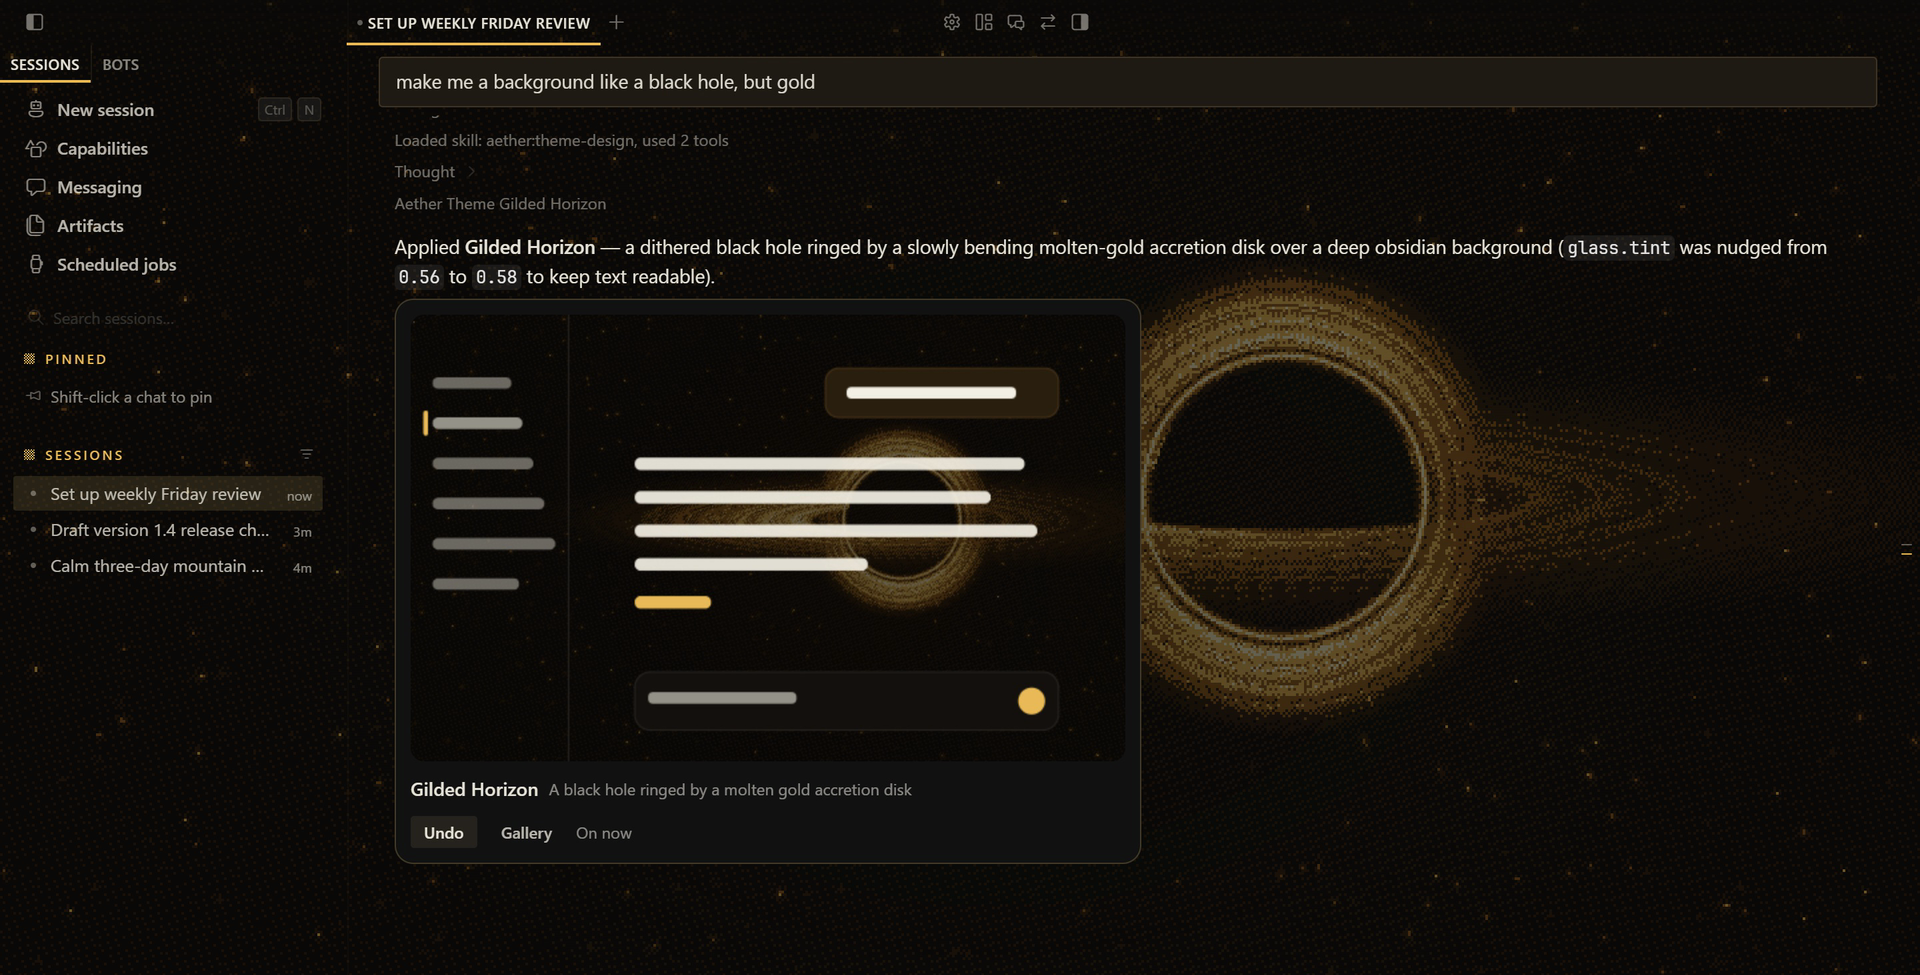 SET UP WEEKLY FRIDAY REVIEW
SESSIONS BOTS
New session Ctrl N
Capabilities
Messaging
Artifacts
Scheduled jobs
Search sessions...
PINNED
Shift-click a chat to pin
SESSIONS
Set up weekly Friday review now
Draft version 1.4 release ch... 3m
Calm three-day mountain ... 4m
make me a background like a black hole, but gold
Loaded skill: aether:theme-design, used 2 tools
Thought
Aether Theme Gilded Horizon
Applied Gilded Horizon — a dithered black hole ringed by a slowly bending molten-gold accretion disk over a deep obsidian background (glass.tint was nudged from
0.56 to 0.58 to keep text readable).
Gilded Horizon A black hole ringed by a molten gold accretion disk
Undo Gallery On now